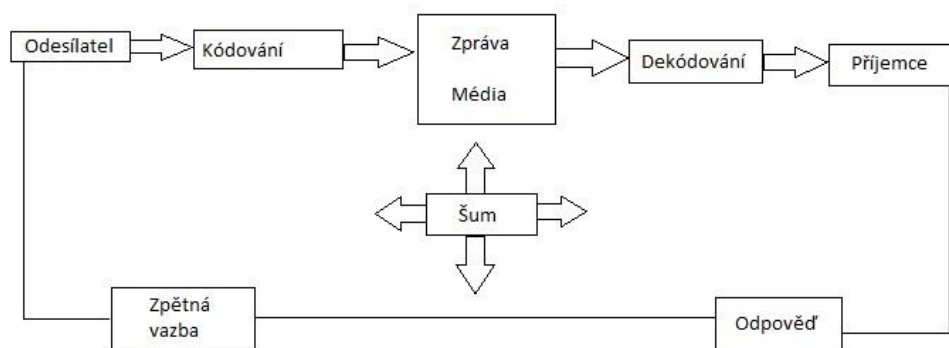 Odesílatel
Kódování
Zpráva
Média
Dekódování
Příjemce
Šum
Zpětná
vazba
Odpověď